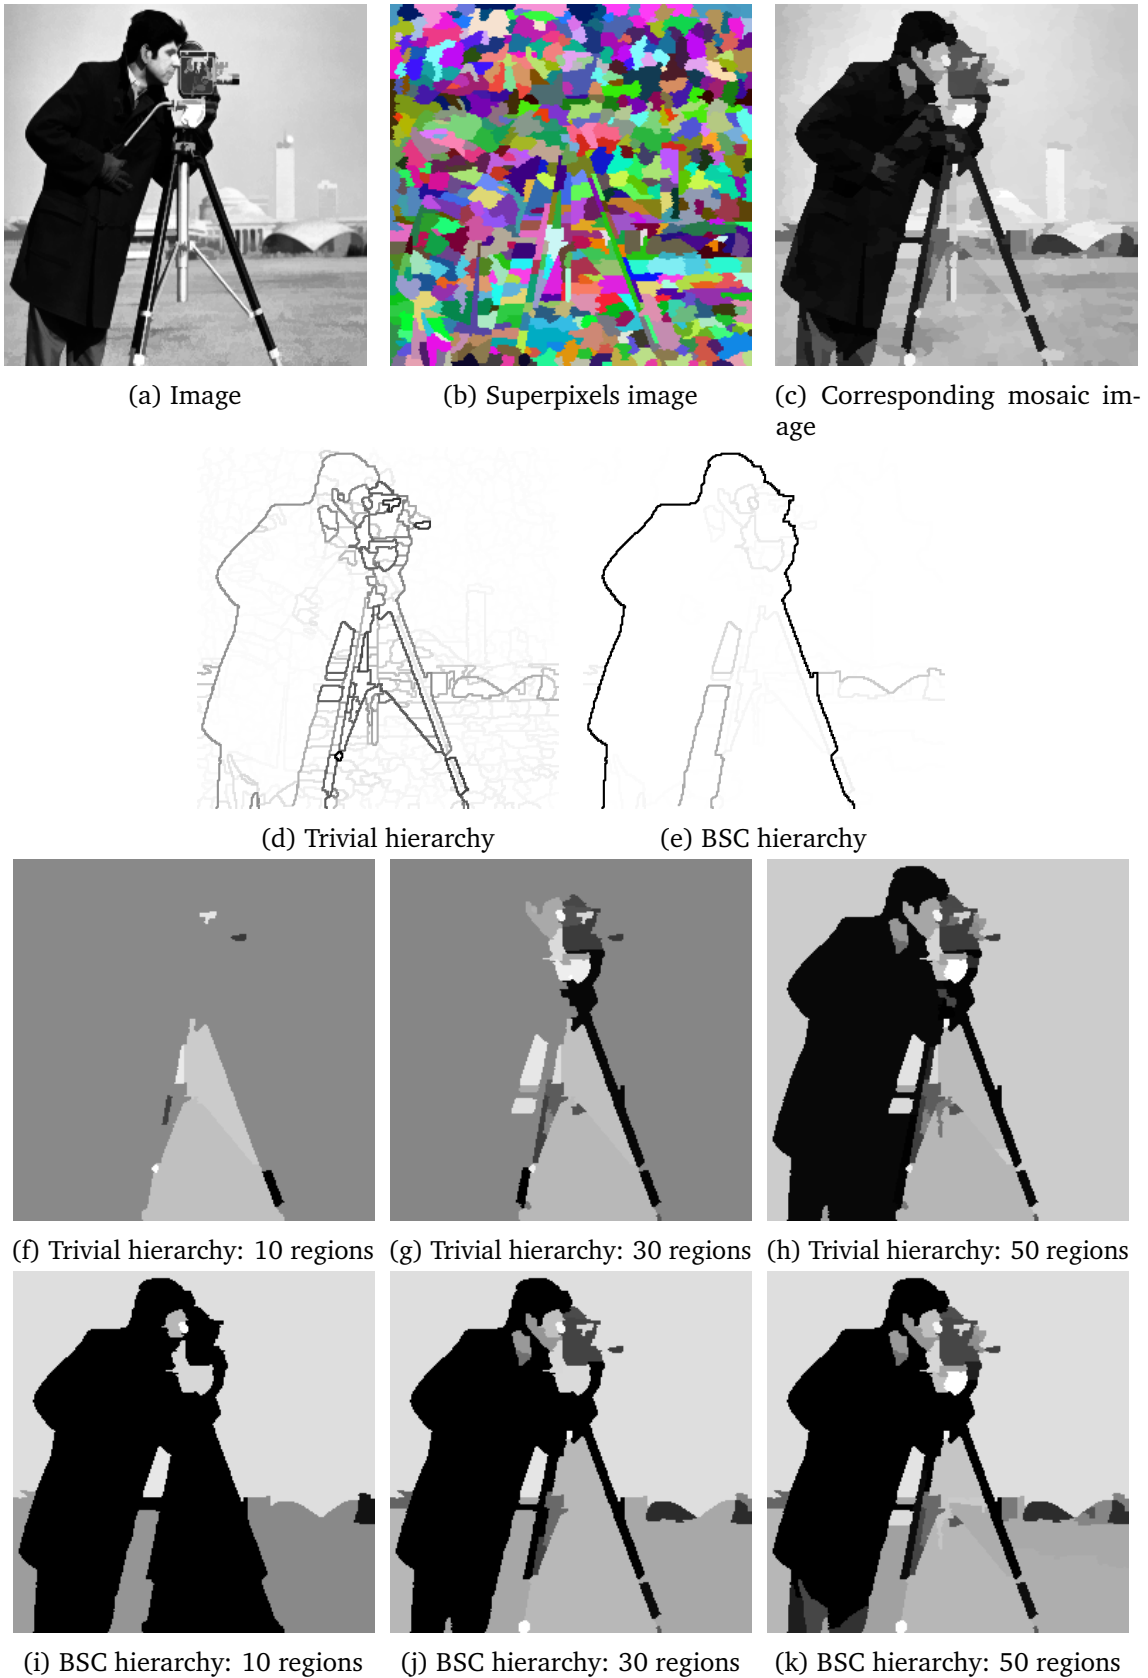 (a) Image
(b) Superpixels image
(c) Corresponding mosaic im-
age
(d) Trivial hierarchy
(e) BSC hierarchy
(f) Trivial hierarchy: 10 regions
(g) Trivial hierarchy: 30 regions
(h) Trivial hierarchy: 50 regions
(i) BSC hierarchy: 10 regions
(j) BSC hierarchy: 30 regions
(k) BSC hierarchy: 50 regions